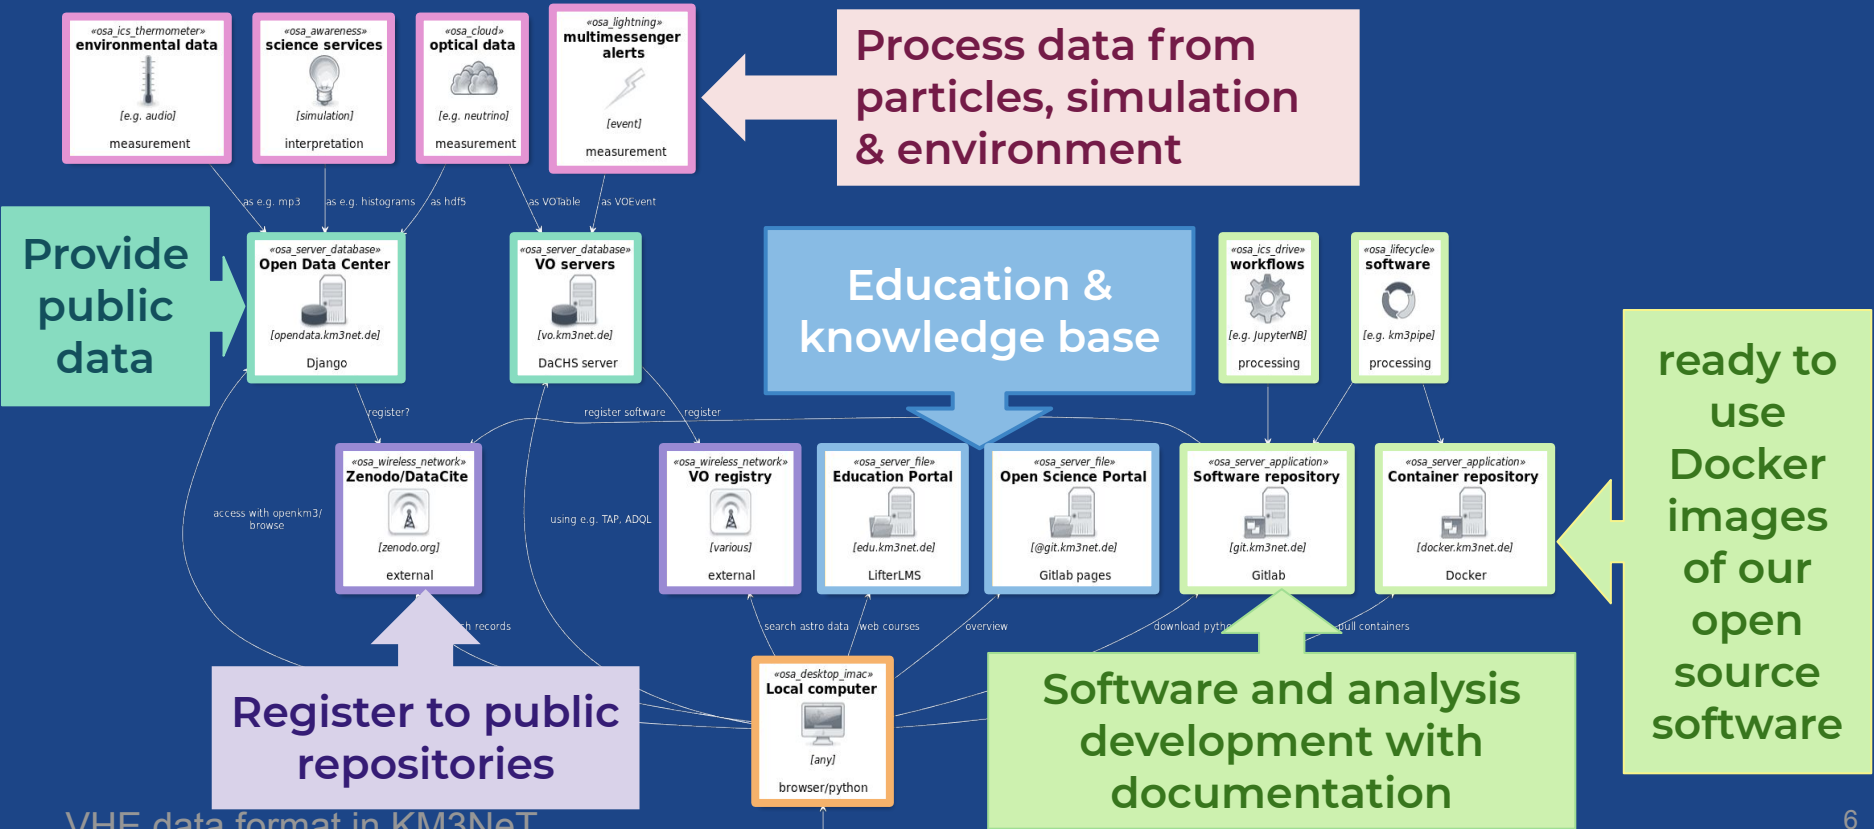 «osa_ics_thermometer»
environmental data
[e.g. audio]
measurement
«osa_awareness»
science services
[simulation]
interpretation
«osa_cloud»
optical data
[e.g. neutrino]
measurement
«osa_lightning»
multimessenger
alerts
[event]
measurement
Process data from
particles, simulation
& environment
as e.g. mp3
as e.g. histograms
as hdf5
as VOTable
as VOEvent
Provide
public
data
«osa_server_database»
Open Data Center
[opendata.km3net.de]
Django
«osa_server_database»
VO servers
[vo.km3net.de]
DaCHS server
Education &
knowledge base
«osa_ics_drive»
workflows
[e.g. JupyterNB]
processing
«osa_lifecycle»
software
[e.g. km3pipe]
processing
ready to
use
Docker
images
of our
open
source
software
register?
register software
register
«osa_wireless_network»
Zenodo/DataCite
[zenodo.org]
external
«osa_wireless_network»
VO registry
[various]
external
«osa_server_file»
Education Portal
[edu.km3net.de]
LifterLMS
«osa_server_file»
Open Science Portal
[@git.km3net.de]
Gitlab pages
«osa_server_application»
Software repository
[git.km3net.de]
Gitlab
«osa_server_application»
Container repository
[docker.km3net.de]
Docker
access with openkm3/
browse
using e.g. TAP, ADQL
records
search astro data
web courses
overview
download
pull containers
Register to public
repositories
«osa_desktop_imac»
Local computer
[any]
browser/python
Software and analysis
development with
documentation
VHE data format in KM3NeT
6